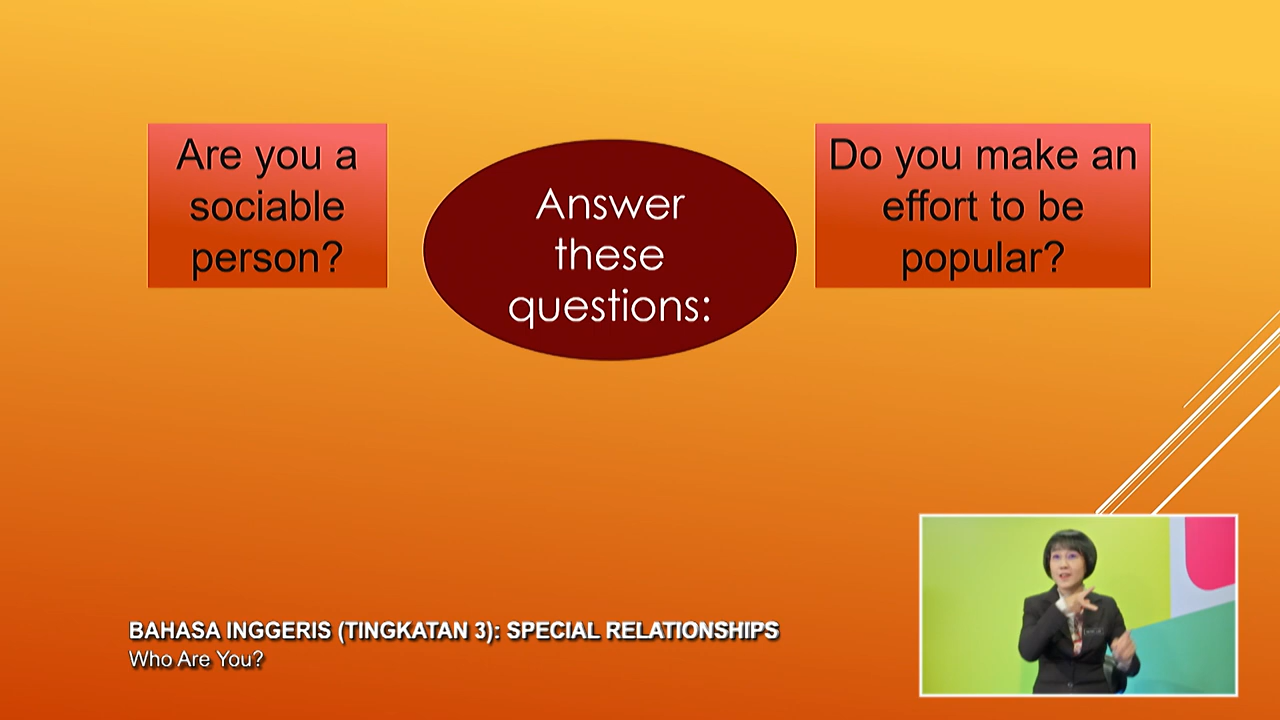 Are you a
sociable
person?
Answer
these
questions:
Do you make an
effort to be
popular?
BAHASA INGGERIS (TINGKATAN 3): SPECIAL RELATIONSHIPS
Who Are You?